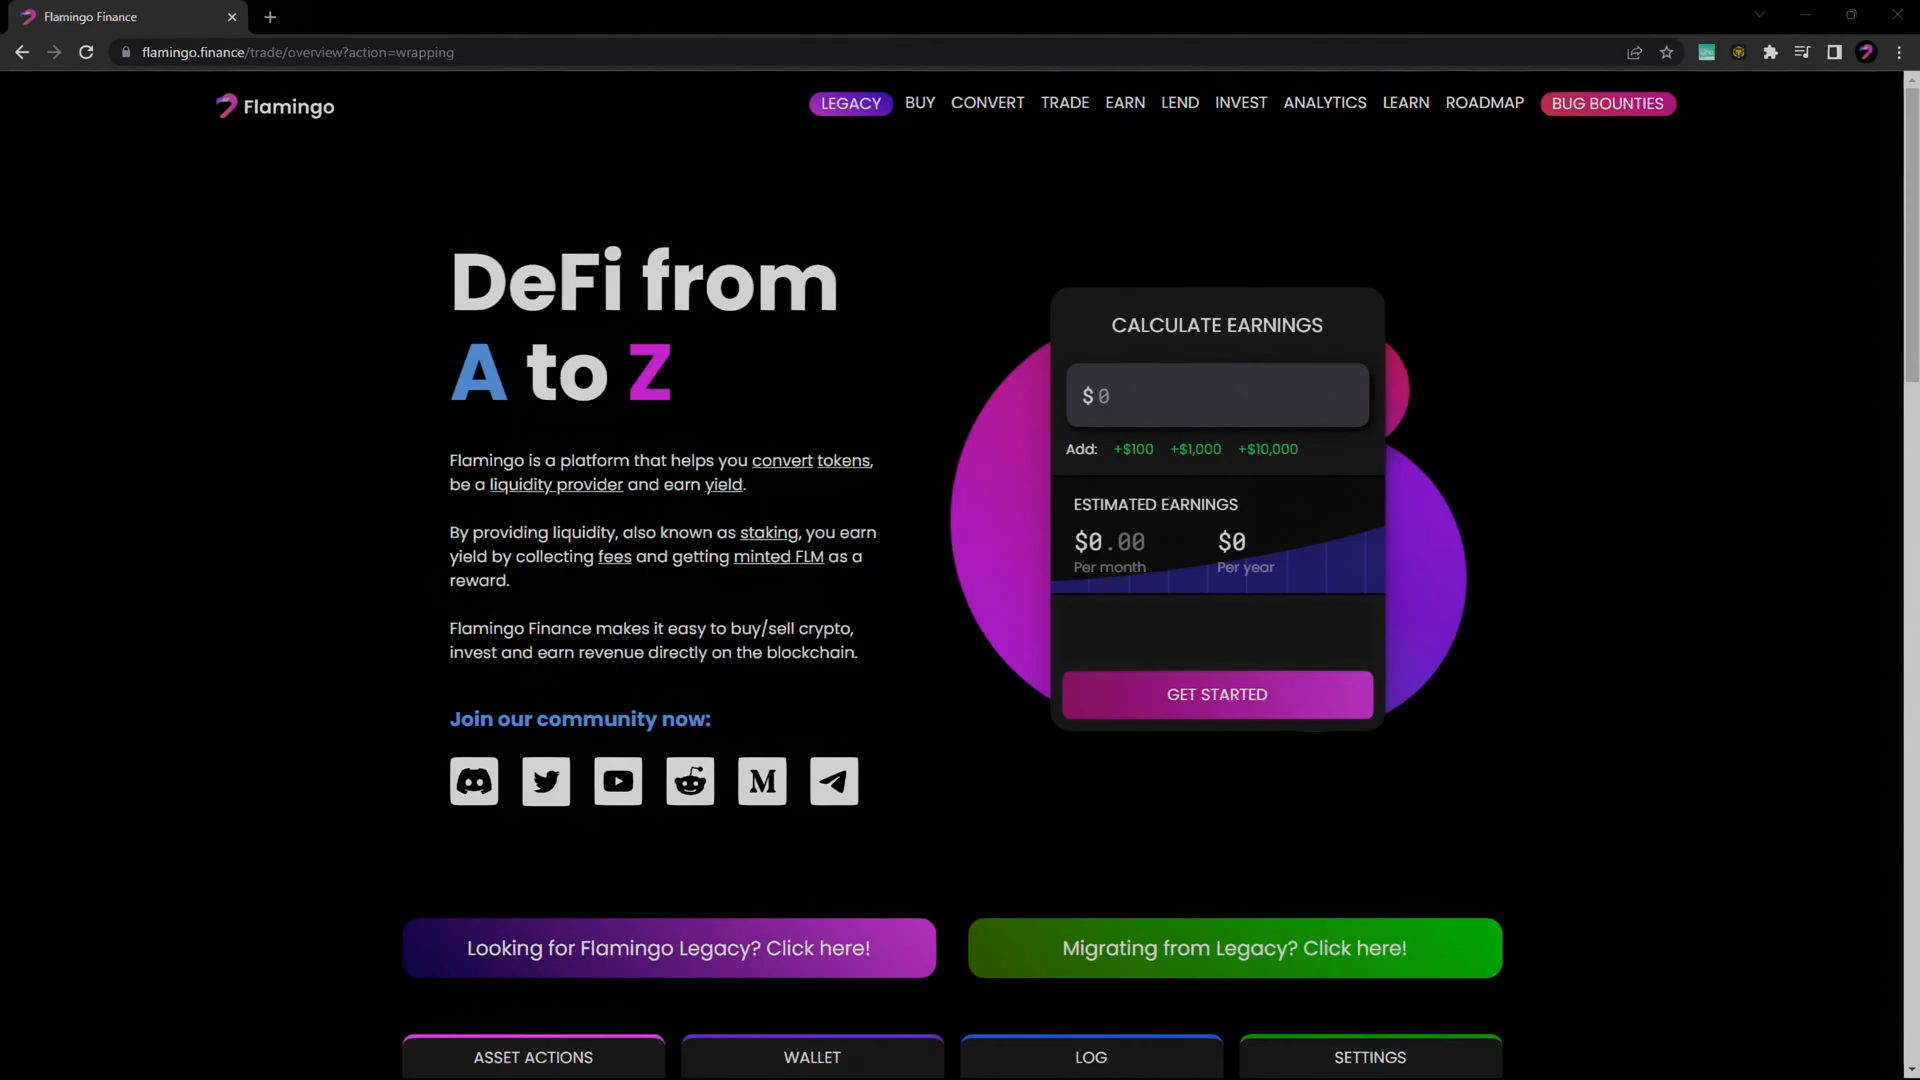 Flamingo Finance
flamingo.finance/trade/overview?action=wrapping
Flamingo
LEGACY BUY CONVERT TRADE EARN LEND INVEST ANALYTICS LEARN ROADMAP BUG BOUNTIES
DeFi from
A to Z
Flamingo is a platform that helps you convert tokens,
be a liquidity provider and earn yield.
By providing liquidity, also known as staking, you earn
yield by collecting fees and getting minted FLM as a
reward.
Flamingo Finance makes it easy to buy/sell crypto,
invest and earn revenue directly on the blockchain.
Join our community now:
M
CALCULATE EARNINGS
$ 0
Add: +$100 +$1,000 +$10,000
ESTIMATED EARNINGS
$0.00 $0
Per month Per year
GET STARTED
Looking for Flamingo Legacy? Click here!
Migrating from Legacy? Click here!
ASSET ACTIONS WALLET LOG SETTINGS